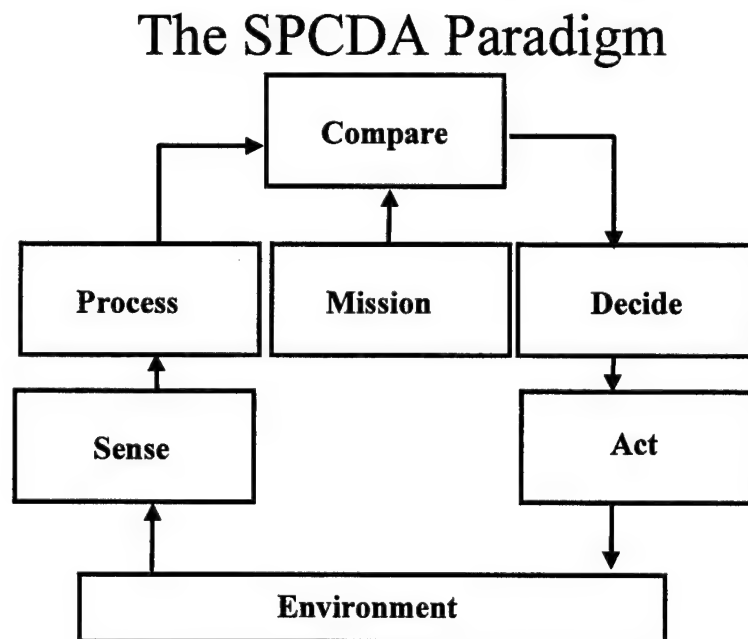 The SPCDA Paradigm
Compare
Process
Mission
Decide
Sense
Act
Environment